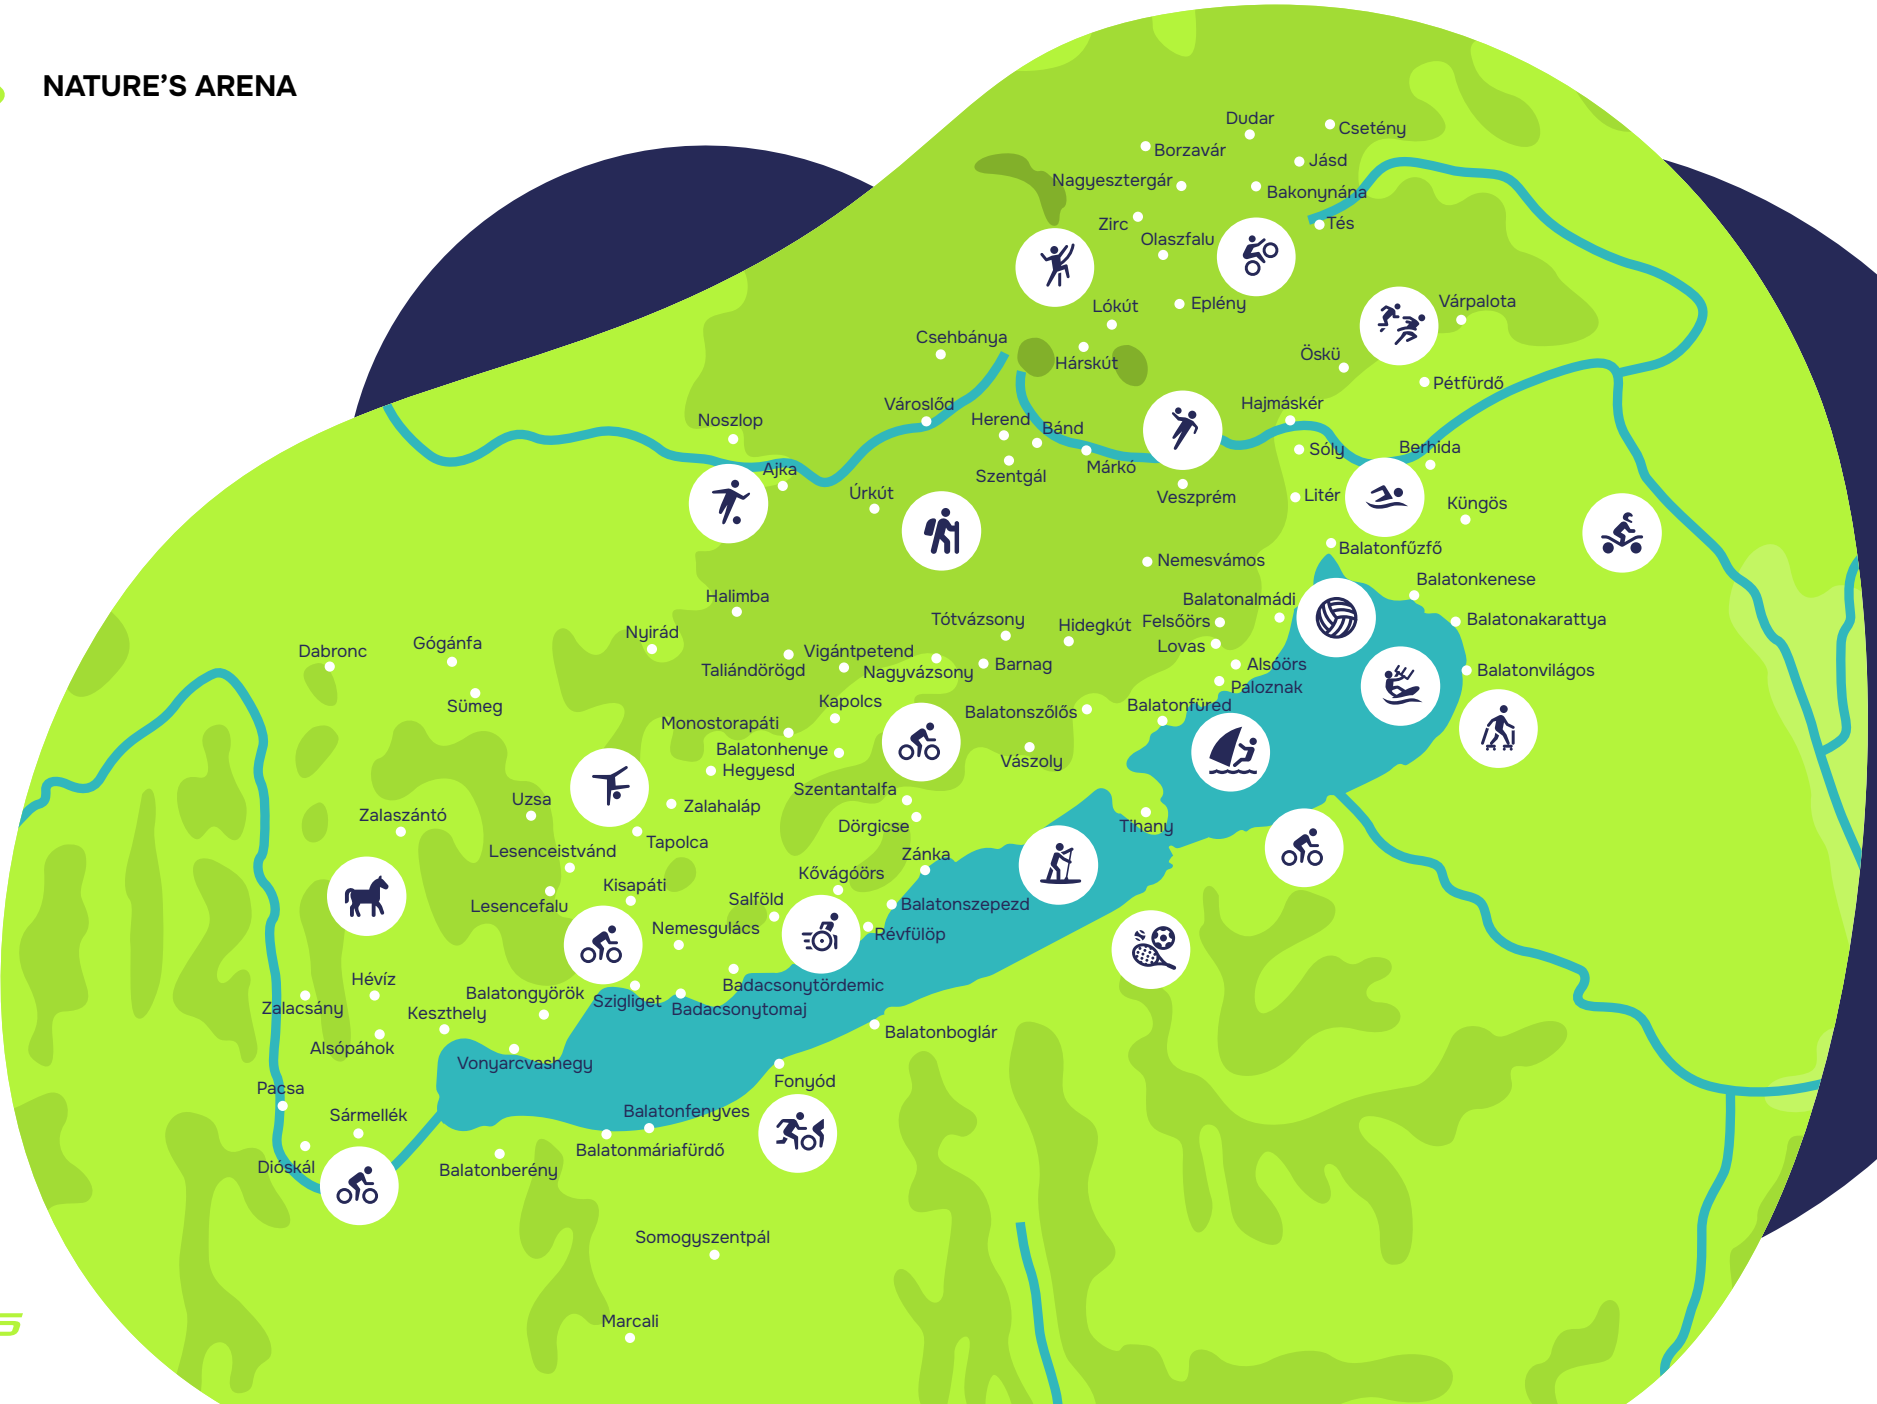 NATURE'S ARENA
Dudar
Csetény
Borzavár
Jásd
Nagyesztergár
Bakonynána
Zirc
Tés
Olaszfalu
Lókút
Eplény
Várpalota
Csehbánya
Hárskút
Öskü
Pétfürdő
Városlőd
Hajmáskér
Noszlop
Herend
Bánd
Ajka
Szentgál
Márkó
Sóly
Berhida
Úrkút
Veszprém
Litér
Küngös
Balatonfűzfő
Nemesvámos
Balatonkenese
Halimba
Balatonalmádi
Tótvázsony
Hidegkút
Felsőörs
Balatonakarattya
Nyirád
Gógánfa
Dabronc
Lovas
Vigántpetend
Taliándörögd
Nagyvázsony
Barnag
Alsóörs
Balatonvilágos
Paloznak
Sümeg
Kapolcs
Balatonfüred
Monostorapáti
Balatonszőlős
Balatonhenye
Hegyesd
Vászoly
Szentantalfa
Uzsa
Zalahaláp
Zalaszántó
Dörgicse
Tihany
Tapolca
Lesenceistvánd
Zánka
Kővágóörs
Kisapáti
Salföld
Lesencefalu
Balatonszepezd
Nemesgulács
Révfülöp
Hévíz
Badacsonytördemic
Balatongyörök
Szigliget
Zalacsány
Keszthely
Badacsonytomaj
Balatonboglár
Alsópáhok
Vonyarcvashegy
Fonyód
Pacsa
Sármellék
Balatonfenyves
Balatonmáriafürdő
Dióskál
Balatonberény
Somogyszentpál
Marcali